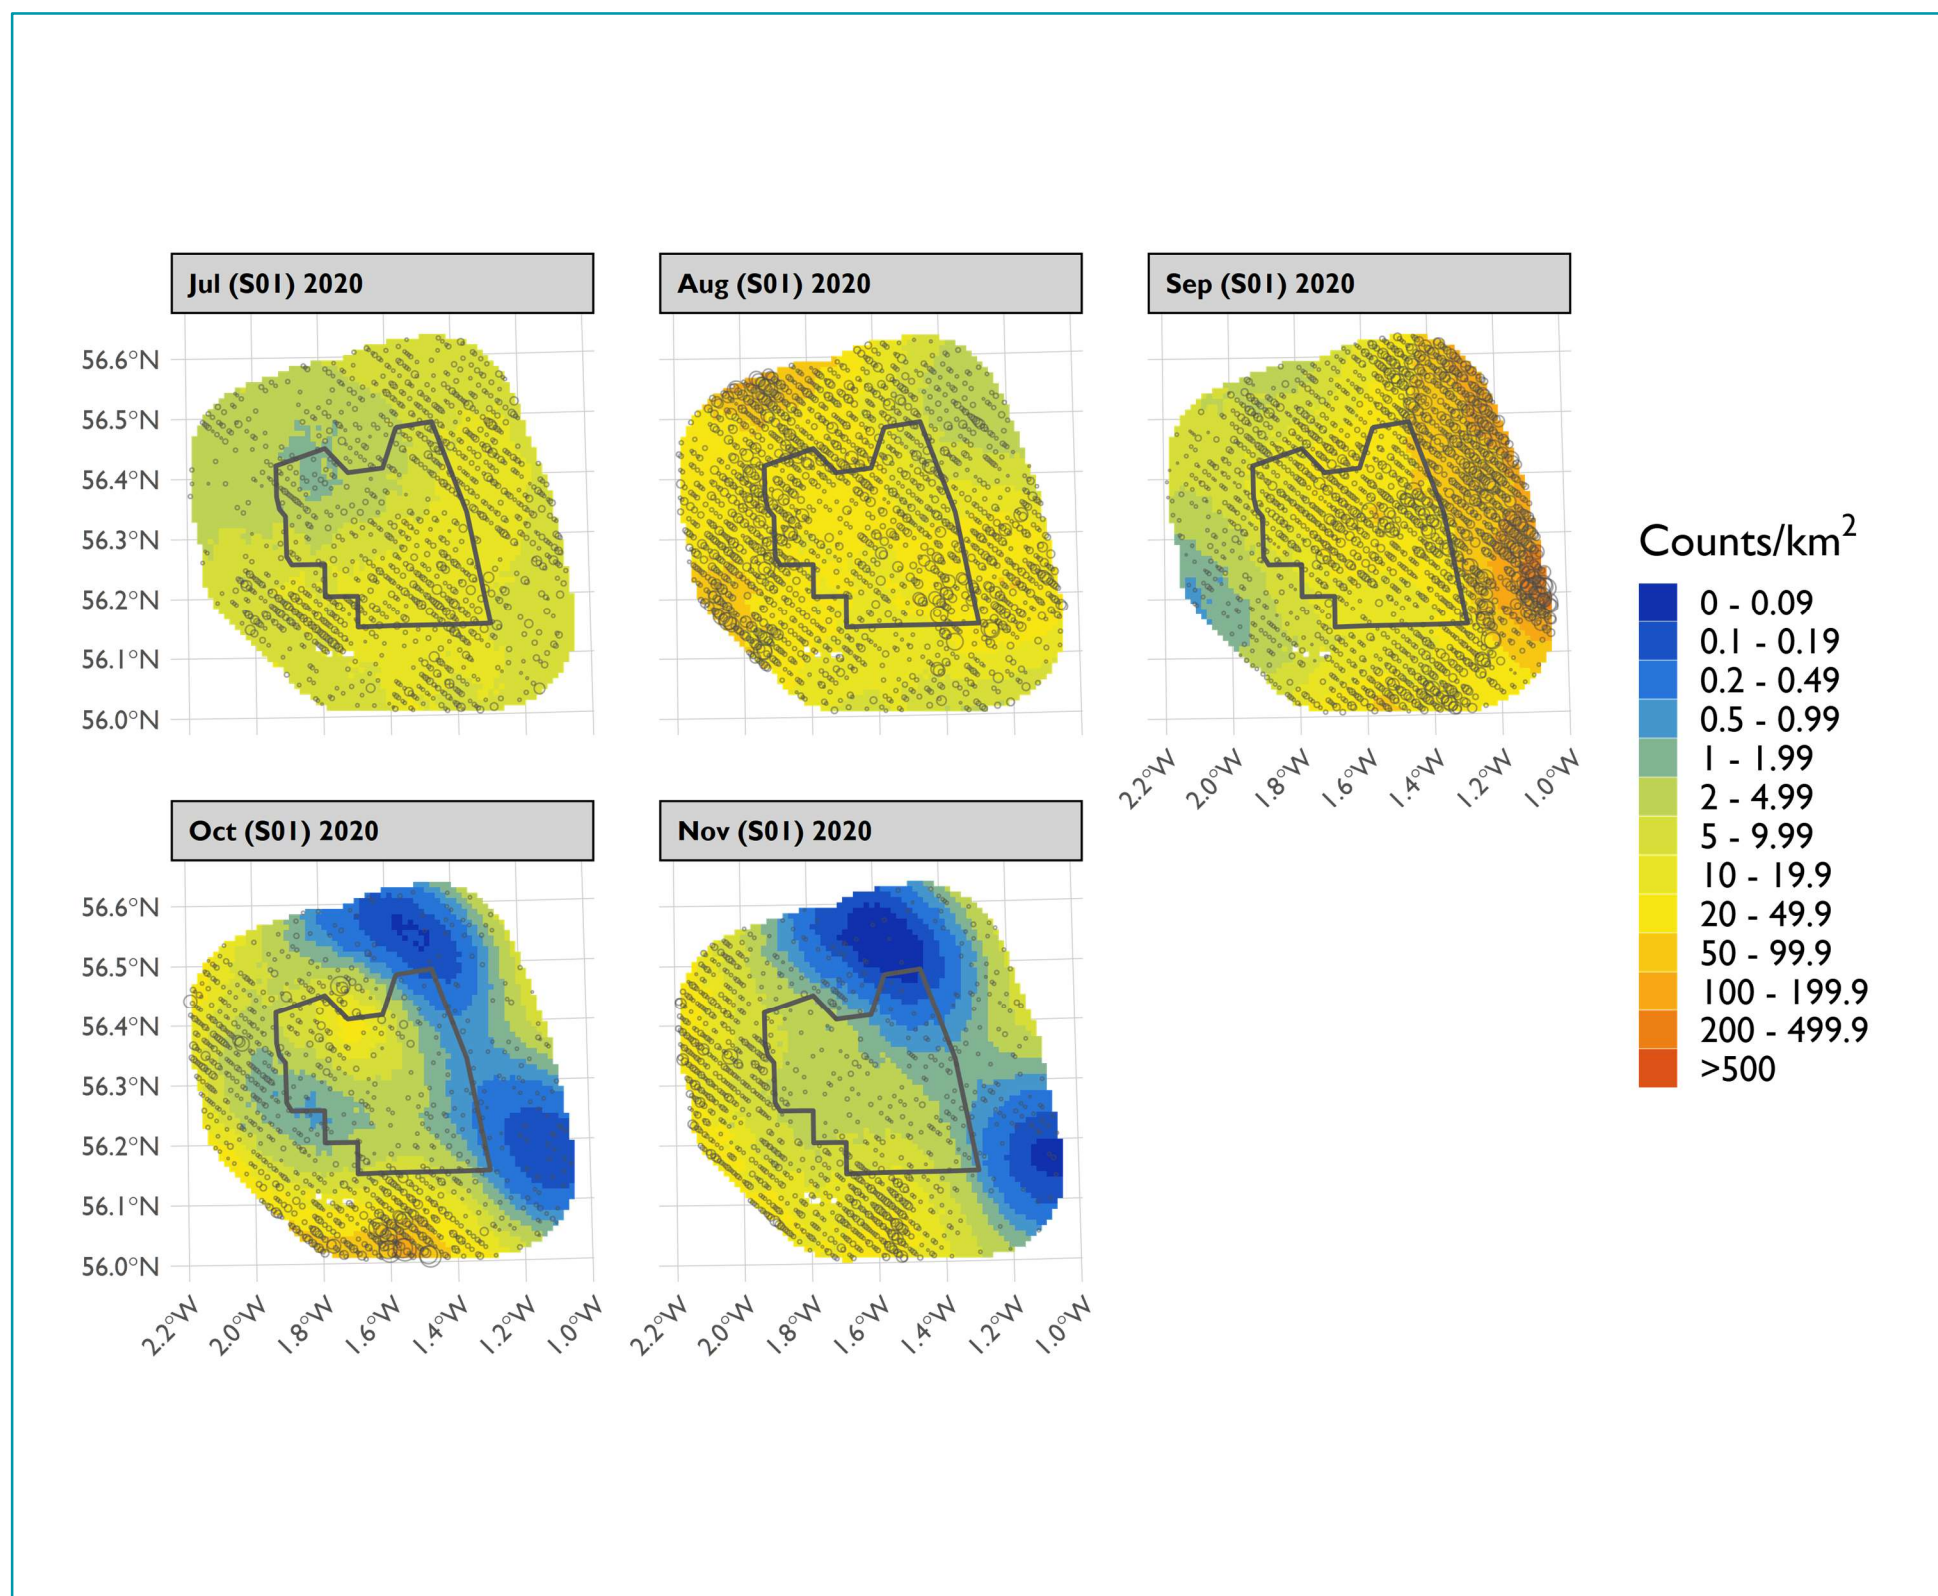 Jul (S01) 2020
Aug (S01) 2020
Sep (S01) 2020
56.6°N
56.5°N
56.4°N
56.3°N
56.2°N
56.1°N
56.0°N
2.2°W 2.0°W 1.8°W 1.6°W 1.4°W 1.2°W 1.0°W
Oct (S01) 2020
Nov (S01) 2020
56.6°N
56.5°N
56.4°N
56.3°N
56.2°N
56.1°N
56.0°N
2.2°W 2.0°W 1.8°W 1.6°W 1.4°W 1.2°W 1.0°W
2.2°W 2.0°W 1.8°W 1.6°W 1.4°W 1.2°W 1.0°W
Counts/km²
0 - 0.09
0.1 - 0.19
0.2 - 0.49
0.5 - 0.99
1 - 1.99
2 - 4.99
5 - 9.99
10 - 19.9
20 - 49.9
50 - 99.9
100 - 199.9
200 - 499.9
>500